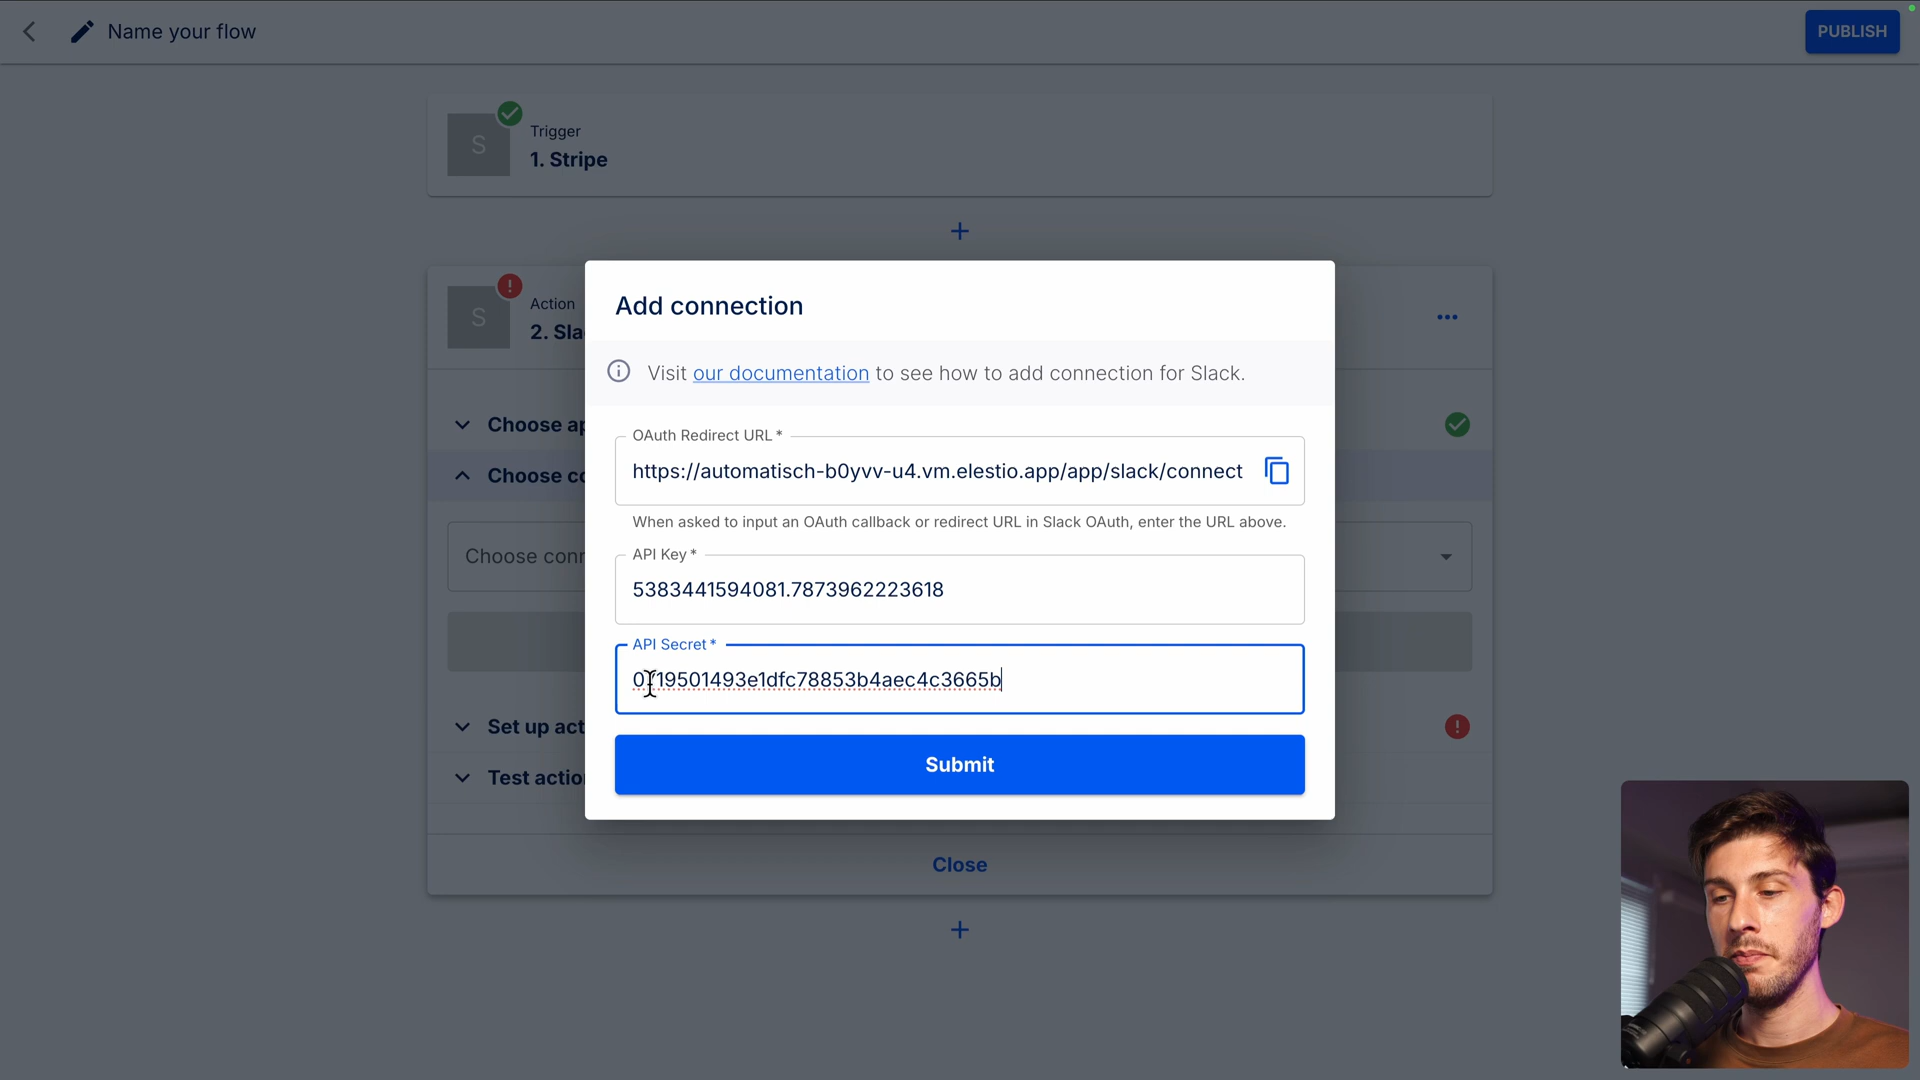 Name your flow
PUBLISH
S
Trigger
1. Stripe
S
Action
2. Sla
Add connection
Visit our documentation to see how to add connection for Slack.
Choose ap
OAuth Redirect URL *
https://automatisch-b0yvv-u4.vm.elestio.app/app/slack/connect
Choose co
When asked to input an OAuth callback or redirect URL in Slack OAuth, enter the URL above.
Choose conn
API Key *
5383441594081.7873962223618
API Secret *
Set up act
Submit
Test actio
Close